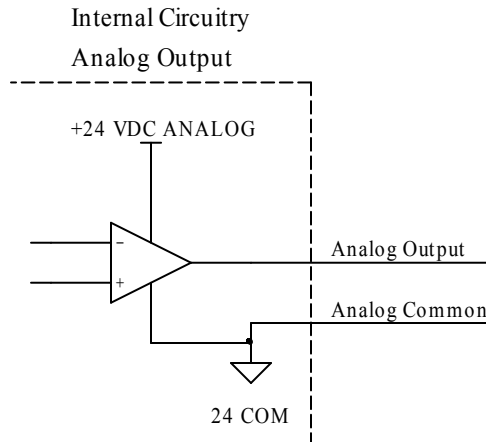 Internal Circuitry
Analog Output
+24 VDC ANALOG
−
+
Analog Output
Analog Common
24 COM